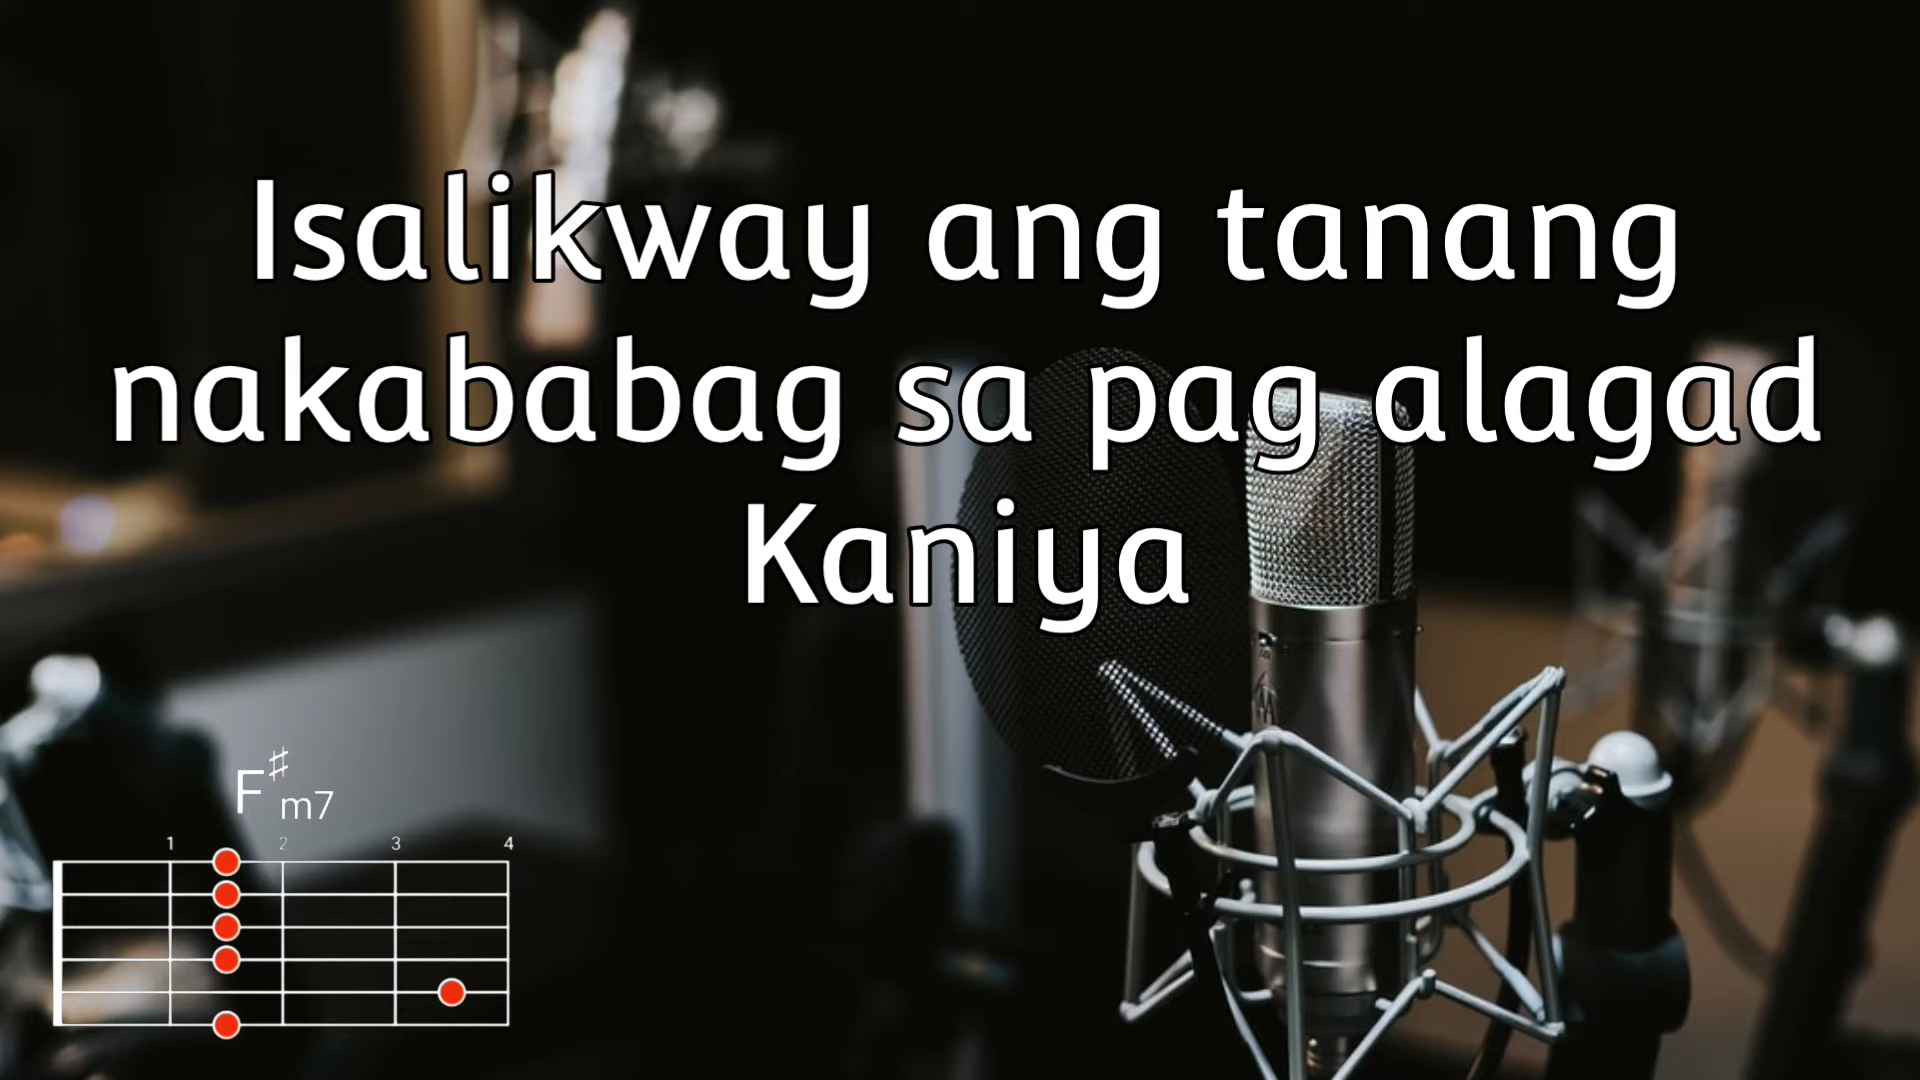 Isalikway ang tanang
nakababag sa pag alagad
Kaniya
F♯m7
1 2 3 4